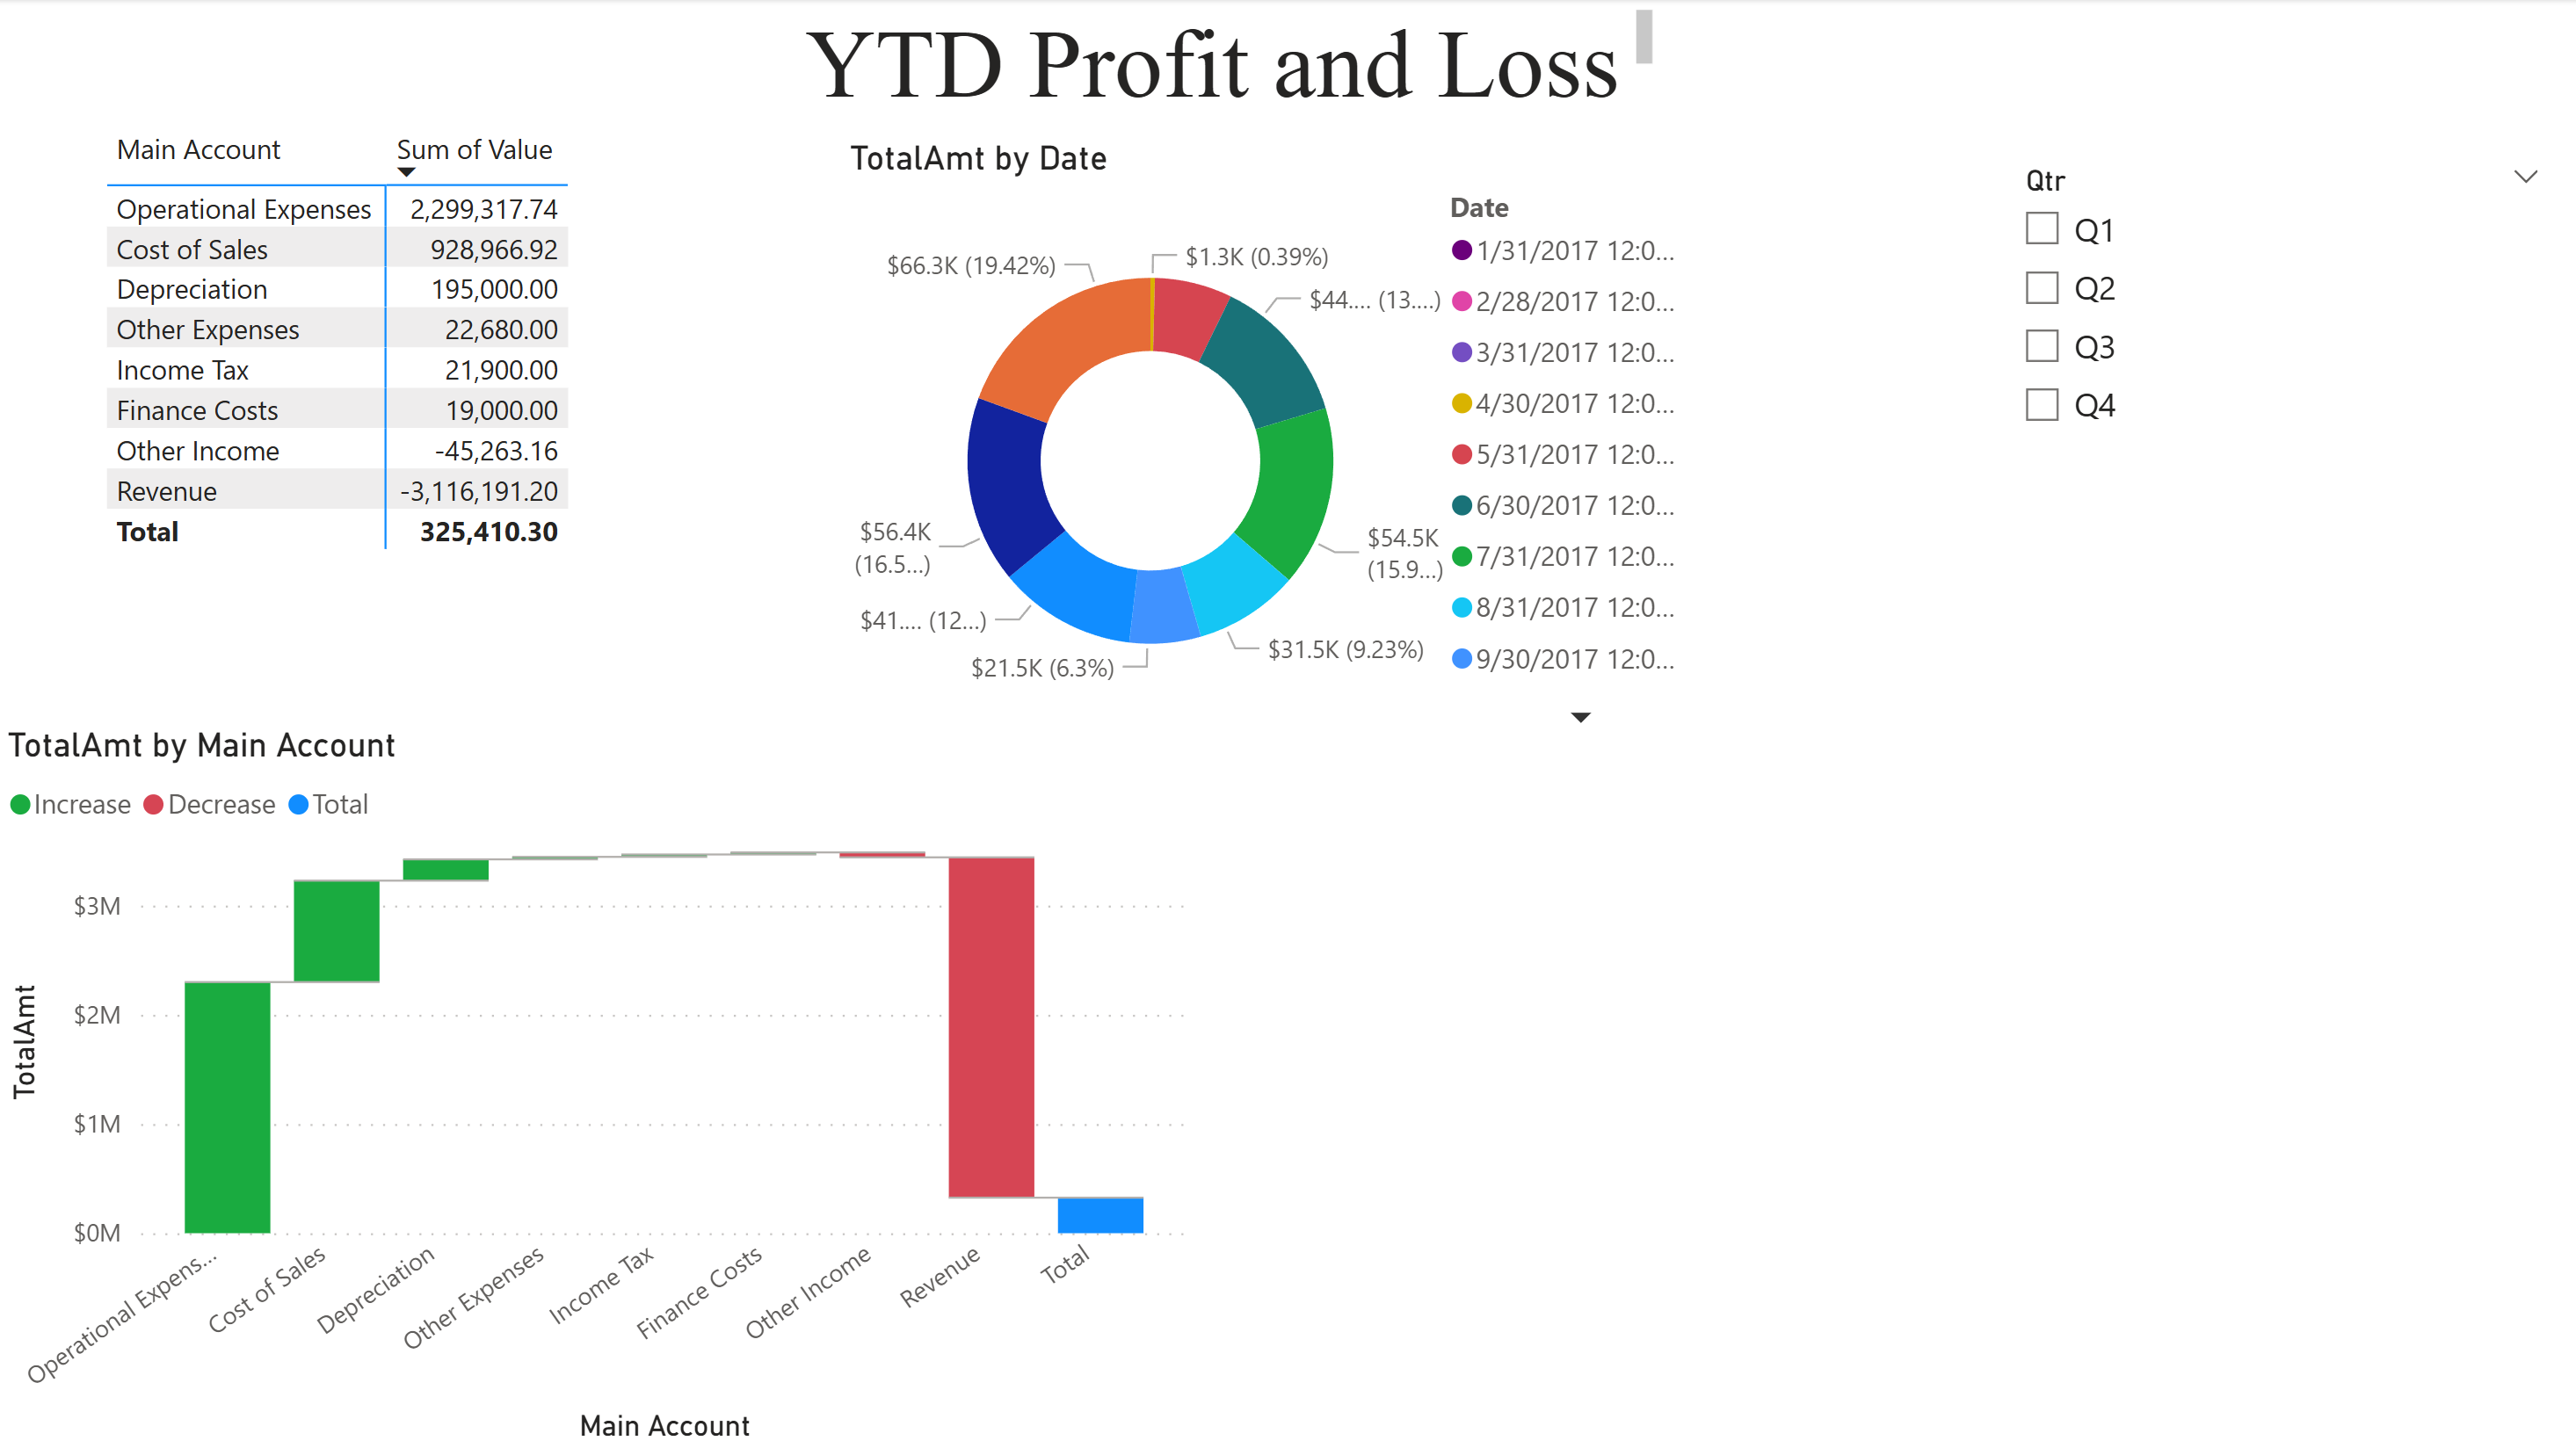 YTD Profit and Loss
Main Account Sum of Value
Operational Expenses 2,299,317.74
Cost of Sales 928,966.92
Depreciation 195,000.00
Other Expenses 22,680.00
Income Tax 21,900.00
Finance Costs 19,000.00
Other Income -45,263.16
Revenue -3,116,191.20
Total 325,410.30
TotalAmt by Date
$66.3K (19.42%)
$1.3K (0.39%)
$44.... (13....)
$54.5K
(15.9...)
$31.5K (9.23%)
$21.5K (6.3%)
$41.... (12...)
$56.4K
(16.5...)
Date
1/31/2017 12:0...
2/28/2017 12:0...
3/31/2017 12:0...
4/30/2017 12:0...
5/31/2017 12:0...
6/30/2017 12:0...
7/31/2017 12:0...
8/31/2017 12:0...
9/30/2017 12:0...
Qtr
Q1
Q2
Q3
Q4
TotalAmt by Main Account
Increase Decrease Total
TotalAmt
$3M
$2M
$1M
$0M
Operational Expens...
Cost of Sales
Depreciation
Other Expenses
Income Tax
Finance Costs
Other Income
Revenue
Total
Main Account